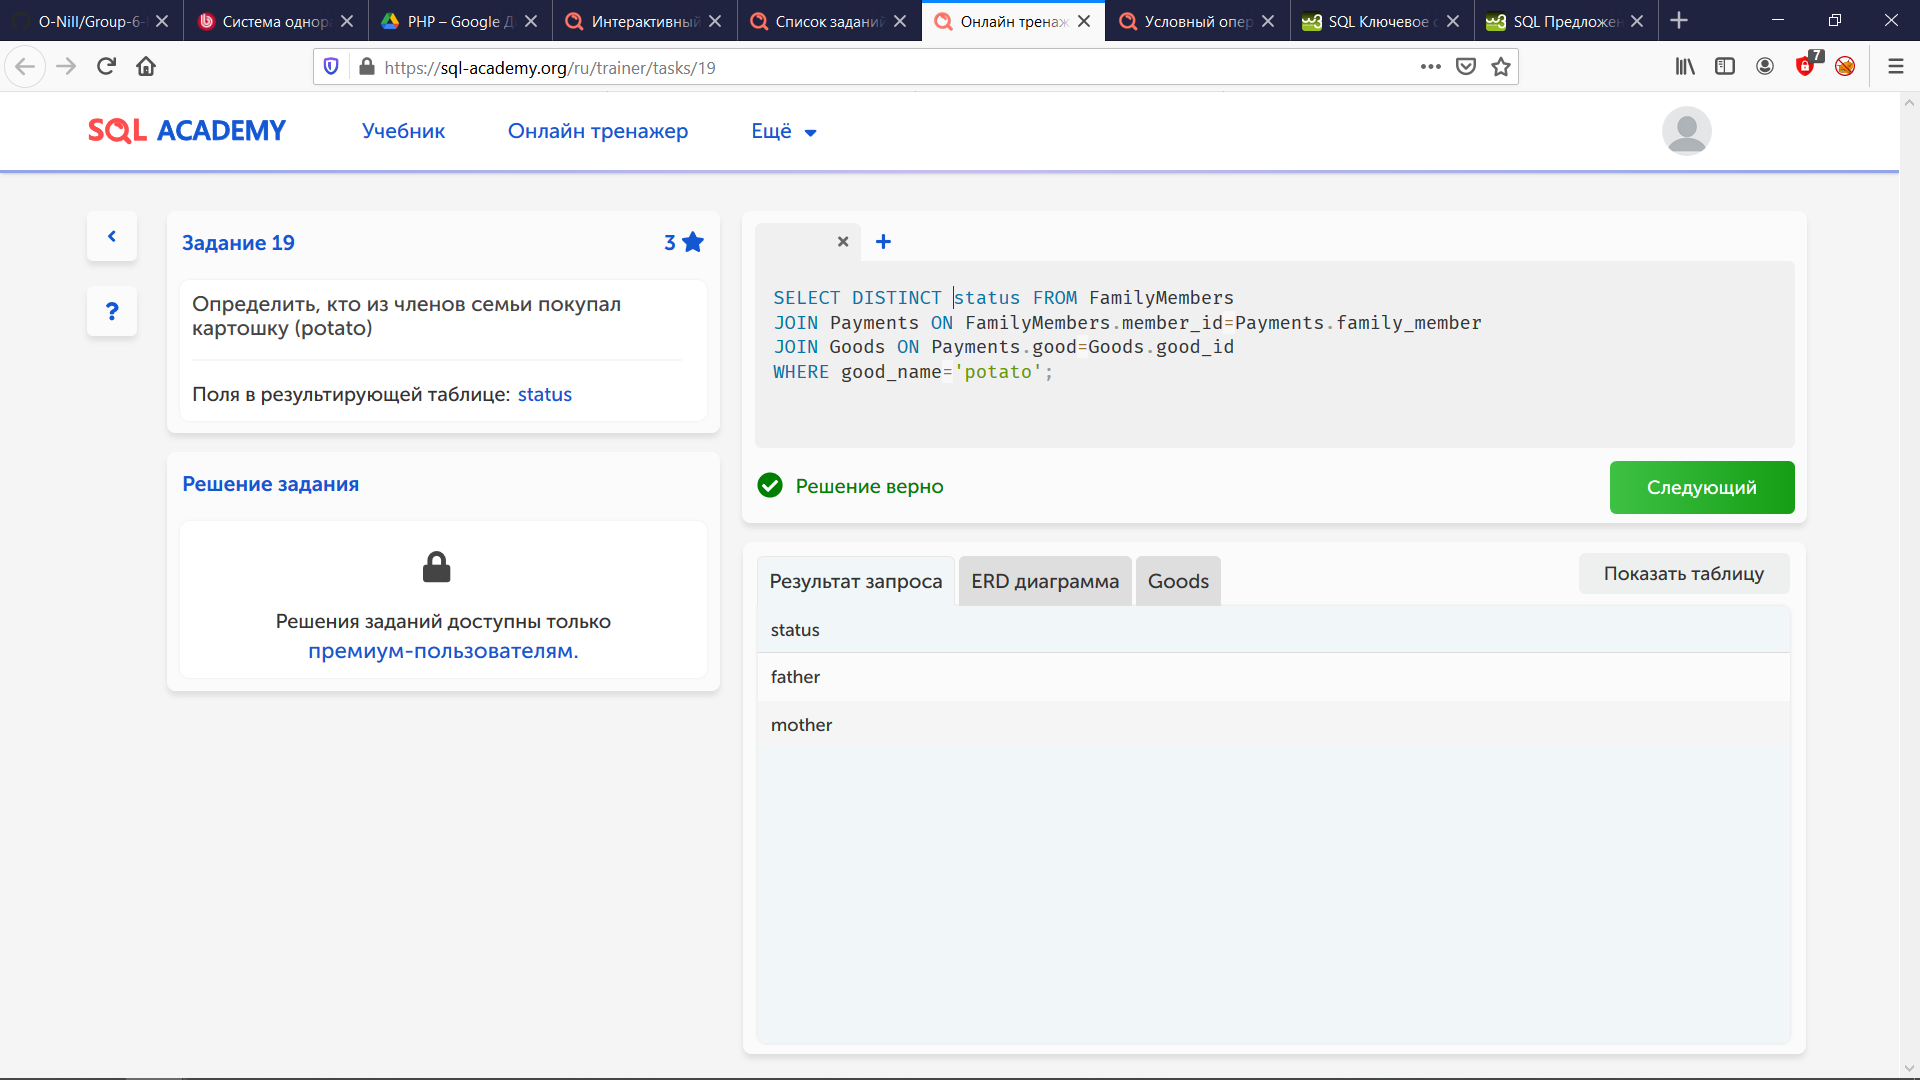 O-Nill/Group-6-
Система однора
PHP – Google Д
Интерактивный
Список заданий
Онлайн тренаж
Условный опер
SQL Ключевое с
SQL Предложен
https://sql-academy.org/ru/trainer/tasks/19
7
SQL ACADEMY
Учебник
Онлайн тренажер
Ещё
Задание 19
3
Определить, кто из членов семьи покупал
картошку (potato)
Поля в результирующей таблице: status
Решение задания
Решения заданий доступны только
премиум-пользователям.
SELECT DISTINCT status FROM FamilyMembers
JOIN Payments ON FamilyMembers.member_id=Payments.family_member
JOIN Goods ON Payments.good=Goods.good_id
WHERE good_name='potato';
Решение верно
Следующий
Результат запроса
ERD диаграмма
Goods
Показать таблицу
status
father
mother